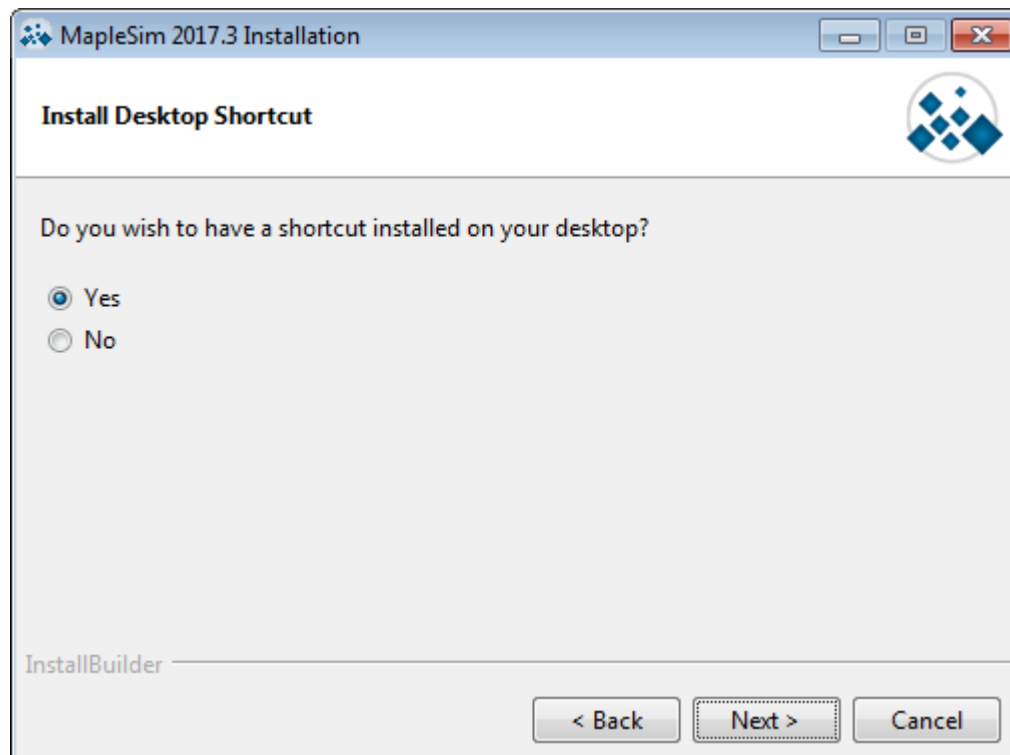 MapleSim 2017.3 Installation
Install Desktop Shortcut
Do you wish to have a shortcut installed on your desktop?
Yes
No
InstallBuilder
< Back Next > Cancel